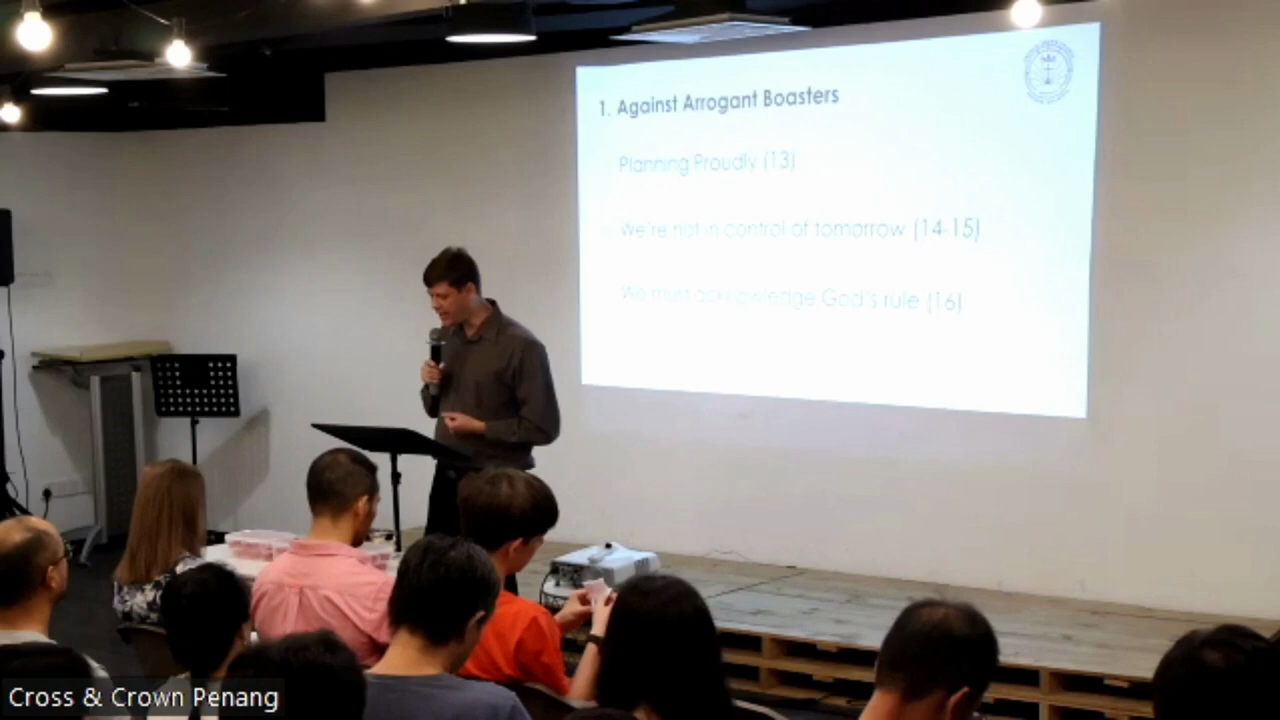 1. Against Arrogant Boasters
Planning Proudly (13)
We're not in control of tomorrow (14-15)
We must acknowledge God's rule (16)
Cross & Crown Penang